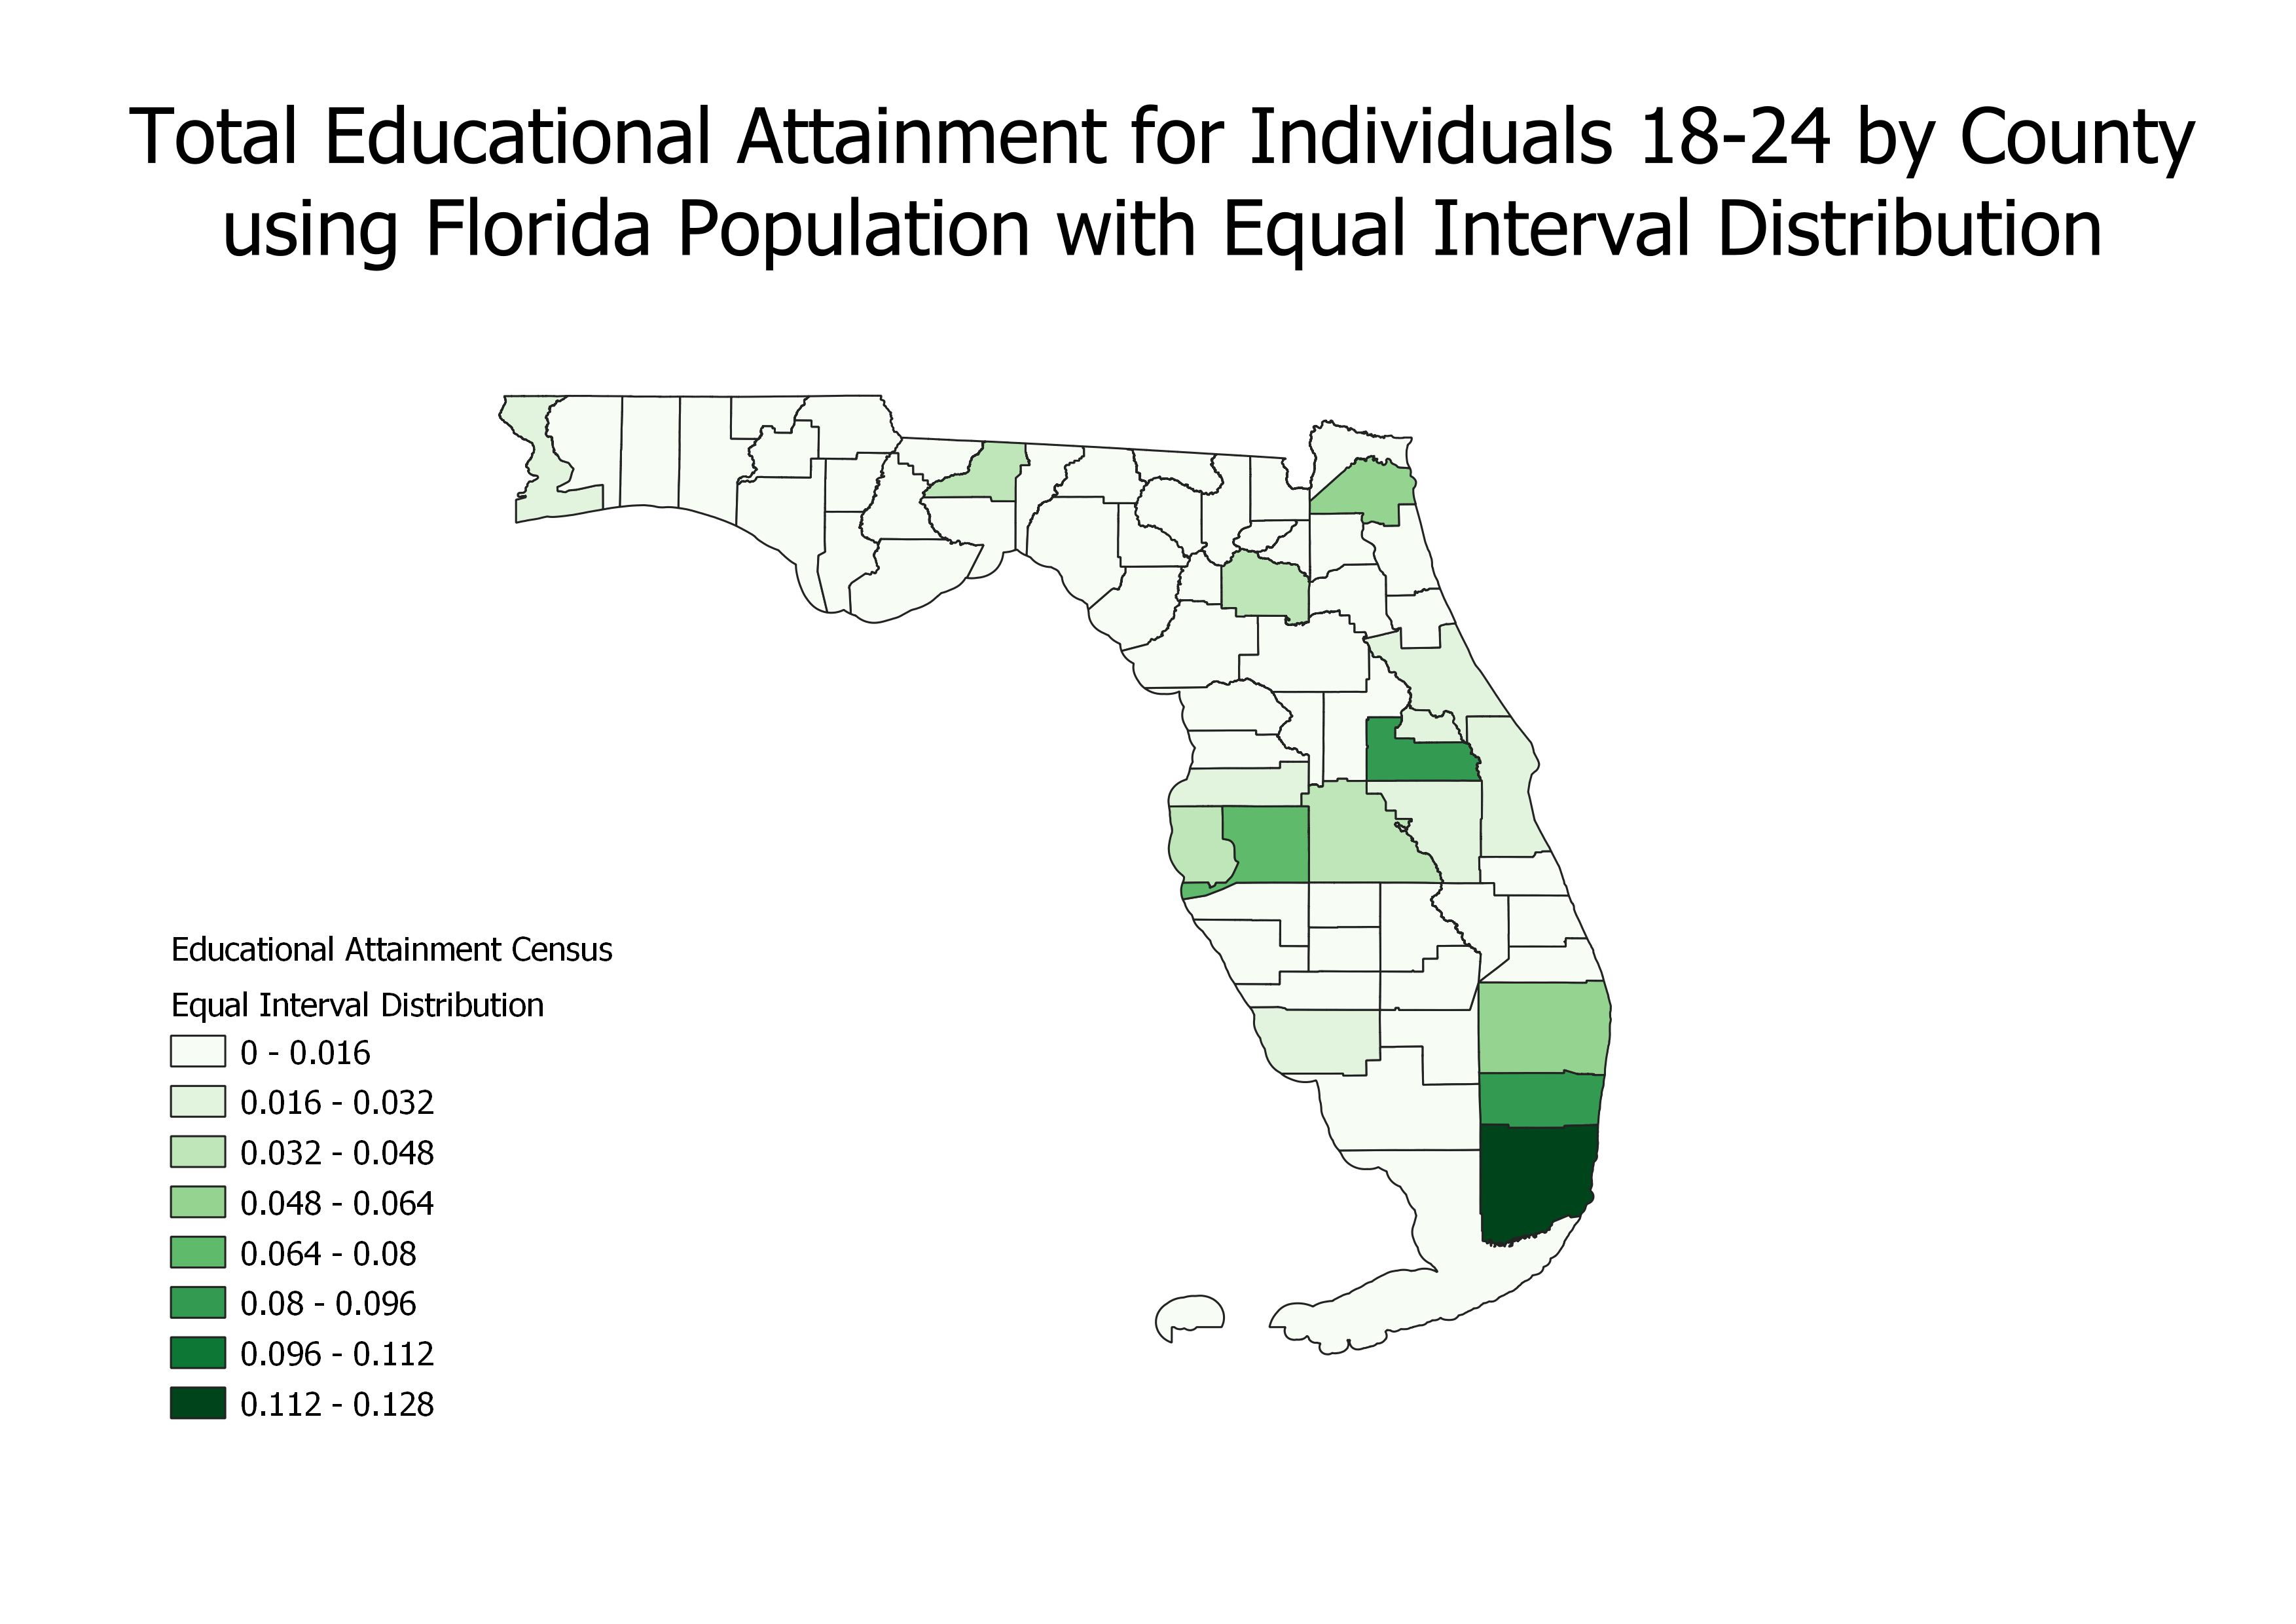 Total Educational Attainment for Individuals 18-24 by County
using Florida Population with Equal Interval Distribution
Educational Attainment Census
Equal Interval Distribution
0 - 0.016
0.016 - 0.032
0.032 - 0.048
0.048 - 0.064
0.064 - 0.08
0.08 - 0.096
0.096 - 0.112
0.112 - 0.128